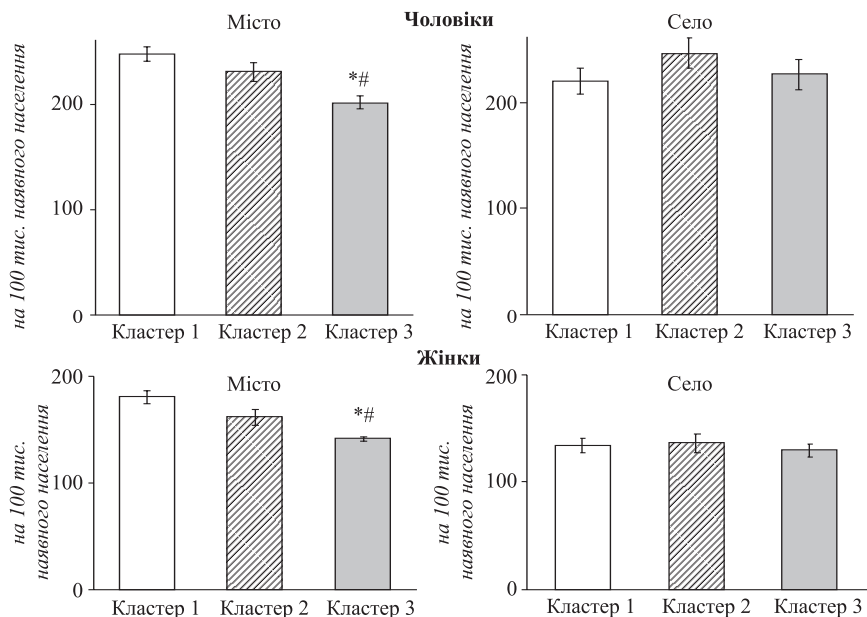 Чоловіки
Місто
Село
на 100 тис. наявного населення
200
100
0
*#
Кластер 1 Кластер 2 Кластер 3
на 100 тис. наявного населення
200
100
0
Кластер 1 Кластер 2 Кластер 3
Жінки
Місто
Село
на 100 тис.
наявного населення
200
100
0
*#
Кластер 1 Кластер 2 Кластер 3
на 100 тис.
наявного населення
200
100
0
Кластер 1 Кластер 2 Кластер 3